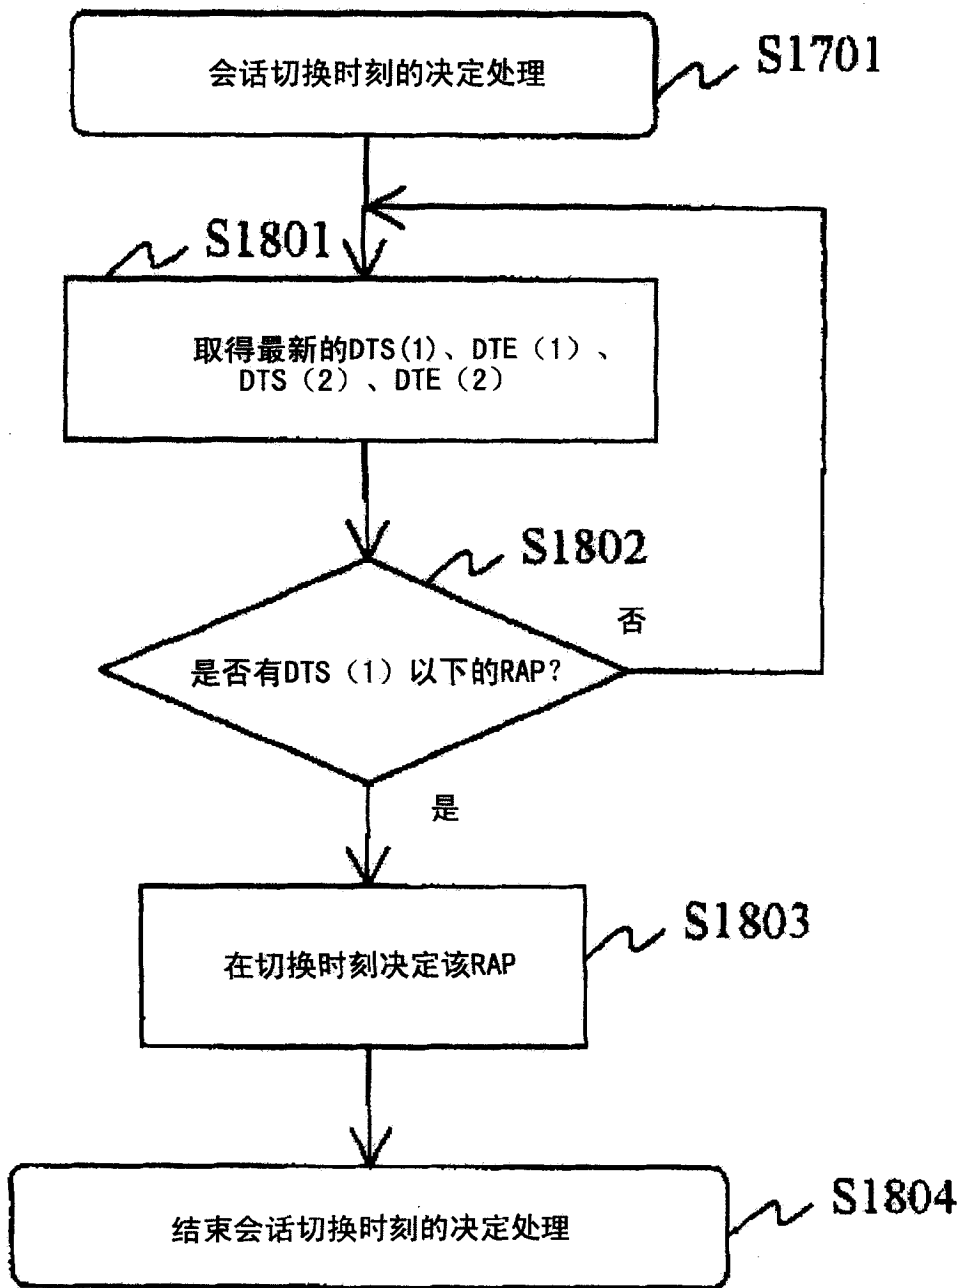 会话切换时刻的决定处理
S1701
S1801
取得最新的DTS(1)、DTE（1）、
DTS（2）、DTE（2）
S1802
否
是否有DTS（1）以下的RAP？
是
S1803
在切换时刻决定该RAP
S1804
结束会话切换时刻的决定处理